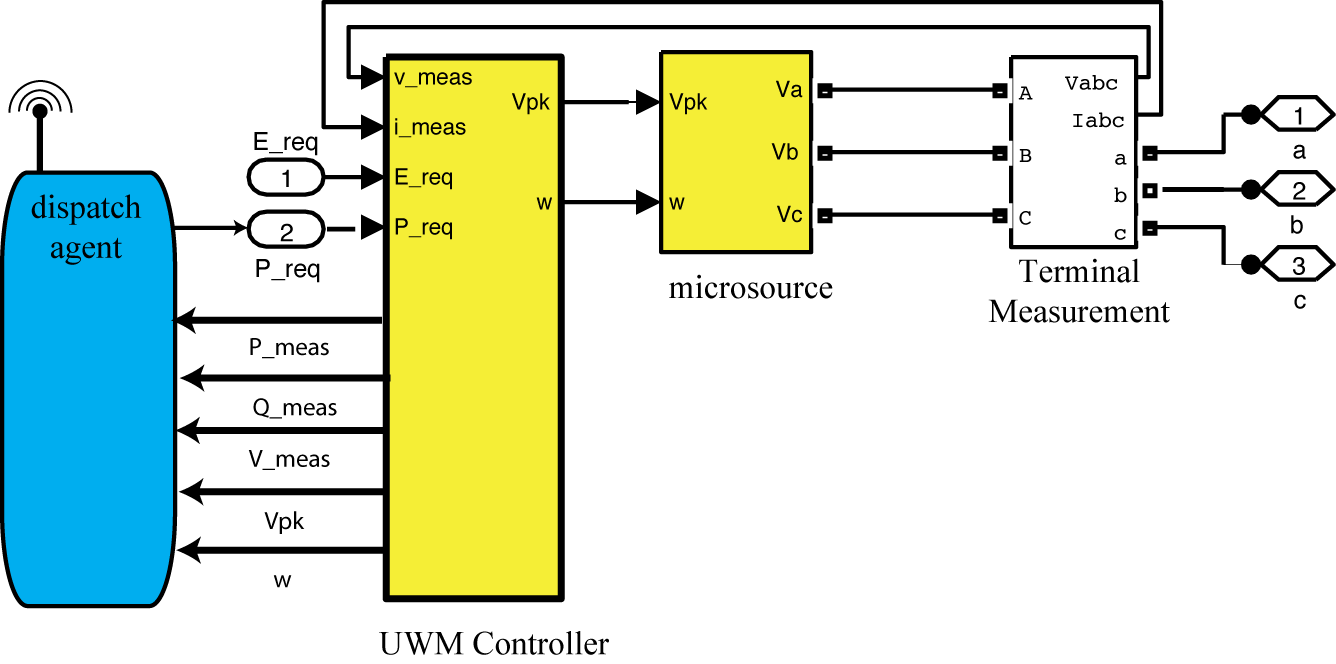 dispatch
agent
E_req
1
2
P_req
P_meas
Q_meas
V_meas
Vpk
w
v_meas
i_meas
E_req
P_req
Vpk
w
UWM Controller
Vpk
w
Va
Vb
Vc
microsource
A
B
C
Vabc
Iabc
a
b
c
Terminal
Measurement
1
a
2
b
3
c